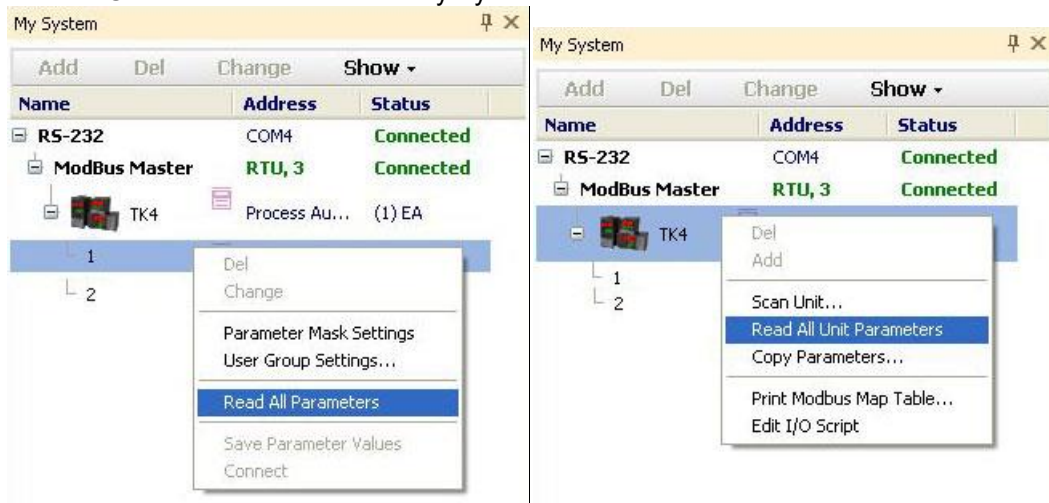 My System
Add Del Change Show
Name Address Status
RS-232 COM4 Connected
ModBus Master RTU, 3 Connected
TK4 Process Au... (1) EA
1
2
Del
Change
Parameter Mask Settings
User Group Settings...
Read All Parameters
Save Parameter Values
Connect
My System
Add Del Change Show
Name Address Status
RS-232 COM4 Connected
ModBus Master RTU, 3 Connected
TK4
1
2
Del
Add
Scan Unit...
Read All Unit Parameters
Copy Parameters...
Print Modbus Map Table...
Edit I/O Script